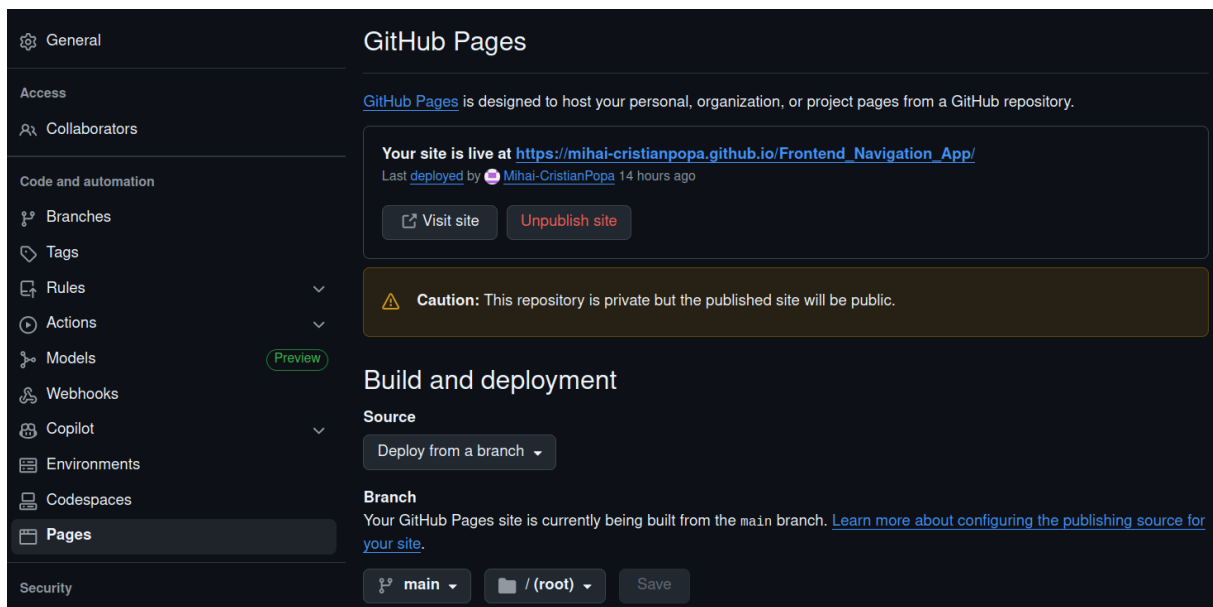 General
Access
Collaborators
Code and automation
Branches
Tags
Rules
Actions
Models
Preview
Webhooks
Copilot
Environments
Codespaces
Pages
Security
GitHub Pages
GitHub Pages is designed to host your personal, organization, or project pages from a GitHub repository.
Your site is live at https://mihai-cristianpopa.github.io/Frontend_Navigation_App/
Last deployed by Mihai-CristianPopa 14 hours ago
Visit site
Unpublish site
Caution: This repository is private but the published site will be public.
Build and deployment
Source
Deploy from a branch
Branch
Your GitHub Pages site is currently being built from the main branch. Learn more about configuring the publishing source for
your site.
main
/ (root)
Save